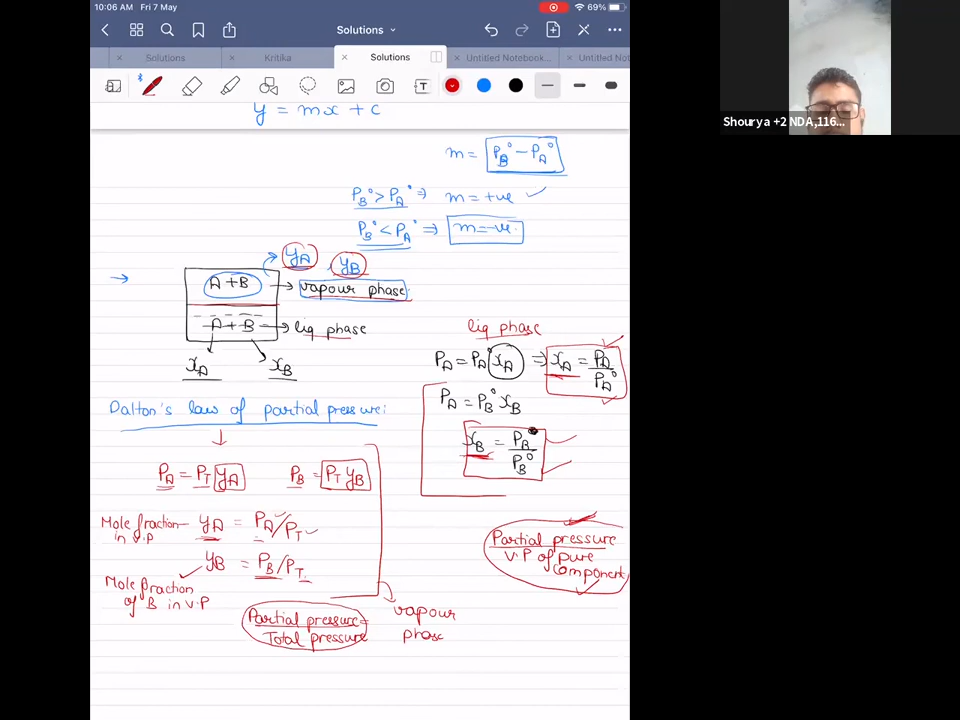 10:06 AM Fri 7 May
69%
Solutions
Solutions
Kritika
Solutions
Untitled Notebook...
Untitled No
Shourya +2 NDA,116...
y = mx + c
m = P_B° − P_A°
P_B° > P_A° ⇒ m = +ve
P_B° < P_A° ⇒ m = −ve
→ y_A, y_B
A + B → vapour phase
A + B → liq phase
x_A x_B
liq phase
P_A = P_A° x_A ⇒ x_A = P_A / P_A°
P_A = P_B° x_B
x_B = P_B / P_B°
Dalton's law of partial pressure:
P_A = P_T y_A P_B = P_T y_B
Mole fraction in V.P y_A = P_A / P_T
y_B = P_B / P_T
Mole fraction of B in V.P
Partial pressure
V.P of pure component
Partial pressure
Total pressure
vapour phase